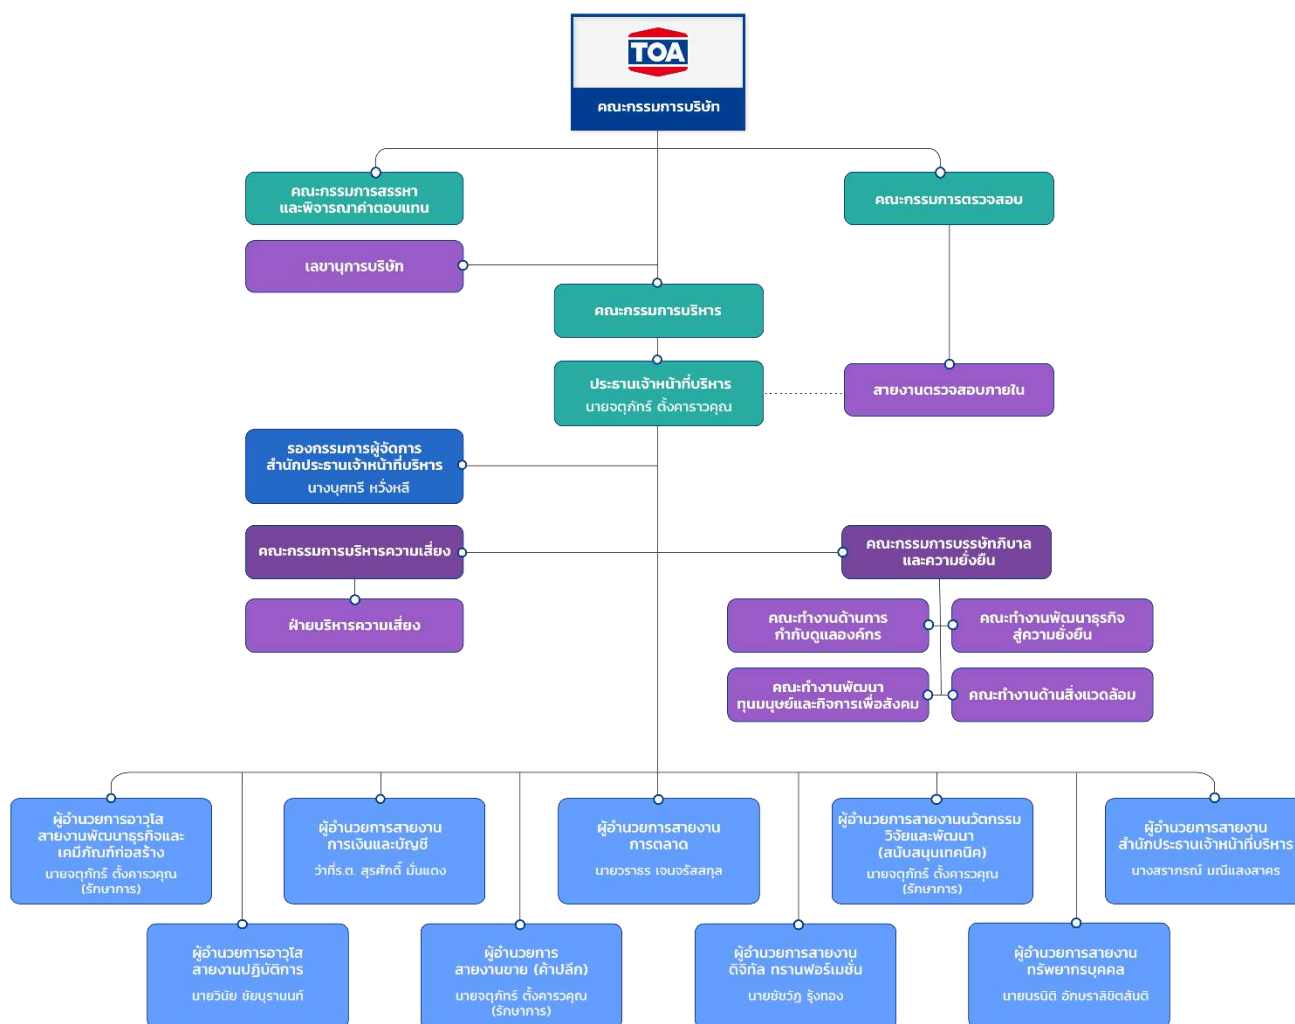 TOA
คณะกรรมการบริษัท
คณะกรรมการสรรหา
และพิจารณาค่าตอบแทน
คณะกรรมการตรวจสอบ
เลขานุการบริษัท
คณะกรรมการบริหาร
ประธานเจ้าหน้าที่บริหาร
นายจตุภัทร์ ตั้งคาราวคุณ
สายงานตรวจสอบภายใน
รองกรรมการผู้จัดการ
สำนักประธานเจ้าหน้าที่บริหาร
นางบุศทรี หวั่งหลี
คณะกรรมการบริหารความเสี่ยง
คณะกรรมการบรรษัทภิบาล
และความยั่งยืน
ฝ่ายบริหารความเสี่ยง
คณะทำงานด้านการ
กำกับดูแลองค์กร
คณะทำงานพัฒนาธุรกิจ
สู่ความยั่งยืน
คณะทำงานพัฒนา
ทุนมนุษย์และกิจการเพื่อสังคม
คณะทำงานด้านสิ่งแวดล้อม
ผู้อำนวยการอาวุโส
สายงานพัฒนาธุรกิจและ
เคมีภัณฑ์ก่อสร้าง
นายจตุภัทร์ ตั้งคารวคุณ
(รักษาการ)
ผู้อำนวยการสายงาน
การเงินและบัญชี
ว่าที่ร.ต. สุรศักดิ์ มั่นแดง
ผู้อำนวยการสายงาน
การตลาด
นายวราธร เจนจรัสสกุล
ผู้อำนวยการสายงานนวัตกรรม
วิจัยและพัฒนา
(สนับสนุนเทคนิค)
นายจตุภัทร์ ตั้งคารวคุณ
(รักษาการ)
ผู้อำนวยการสายงาน
สำนักประธานเจ้าหน้าที่บริหาร
นางสราภรณ์ มณีแสงสาคร
ผู้อำนวยการอาวุโส
สายงานปฏิบัติการ
นายวินัย ชัยบุรานนท์
ผู้อำนวยการ
สายงานขาย (ค้าปลีก)
นายจตุภัทร์ ตั้งคารวคุณ
(รักษาการ)
ผู้อำนวยการสายงาน
ดิจิทัล ทรานฟอร์เมชั่น
นายชัชวัฏ รุ้งทอง
ผู้อำนวยการสายงาน
ทรัพยากรบุคคล
นายนรนิติ อักษราลิขิตสันติ